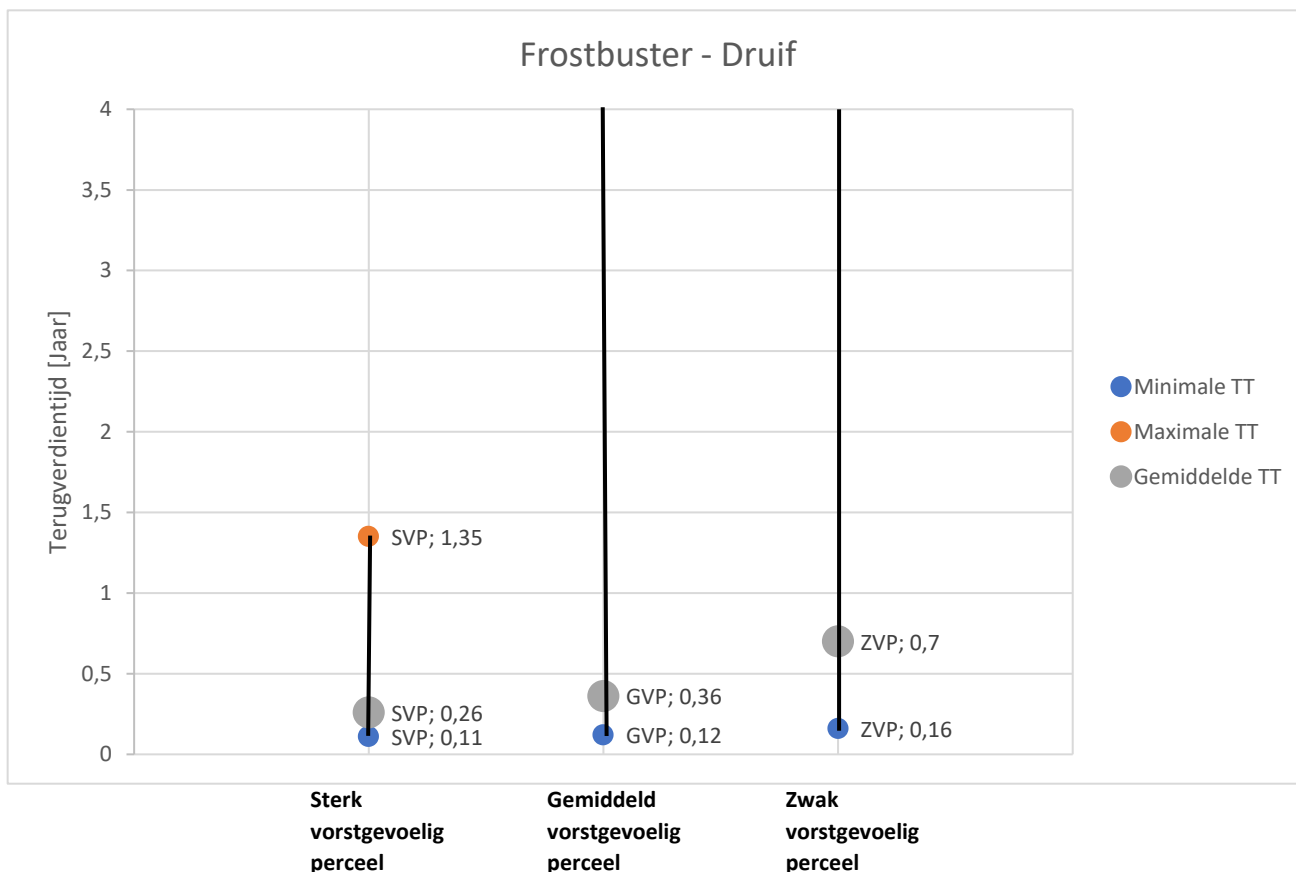 Frostbuster - Druif
Terugverdientijd [Jaar]
4
3,5
3
2,5
2
1,5
1
0,5
0
SVP; 1,35
SVP; 0,26
SVP; 0,11
GVP; 0,36
GVP; 0,12
ZVP; 0,7
ZVP; 0,16
Minimale TT
Maximale TT
Gemiddelde TT
Sterk
vorstgevoelig
perceel
Gemiddeld
vorstgevoelig
perceel
Zwak
vorstgevoelig
perceel